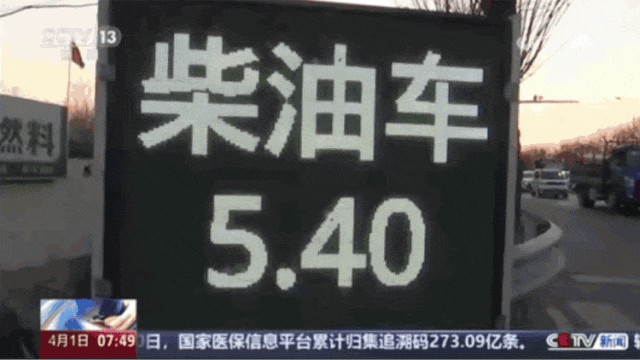 CCTV 13
柴油车
5.40
然料
4月1日 07:49
0日，国家医保信息平台累计归集追溯码273.09亿条。
CCTV 新闻